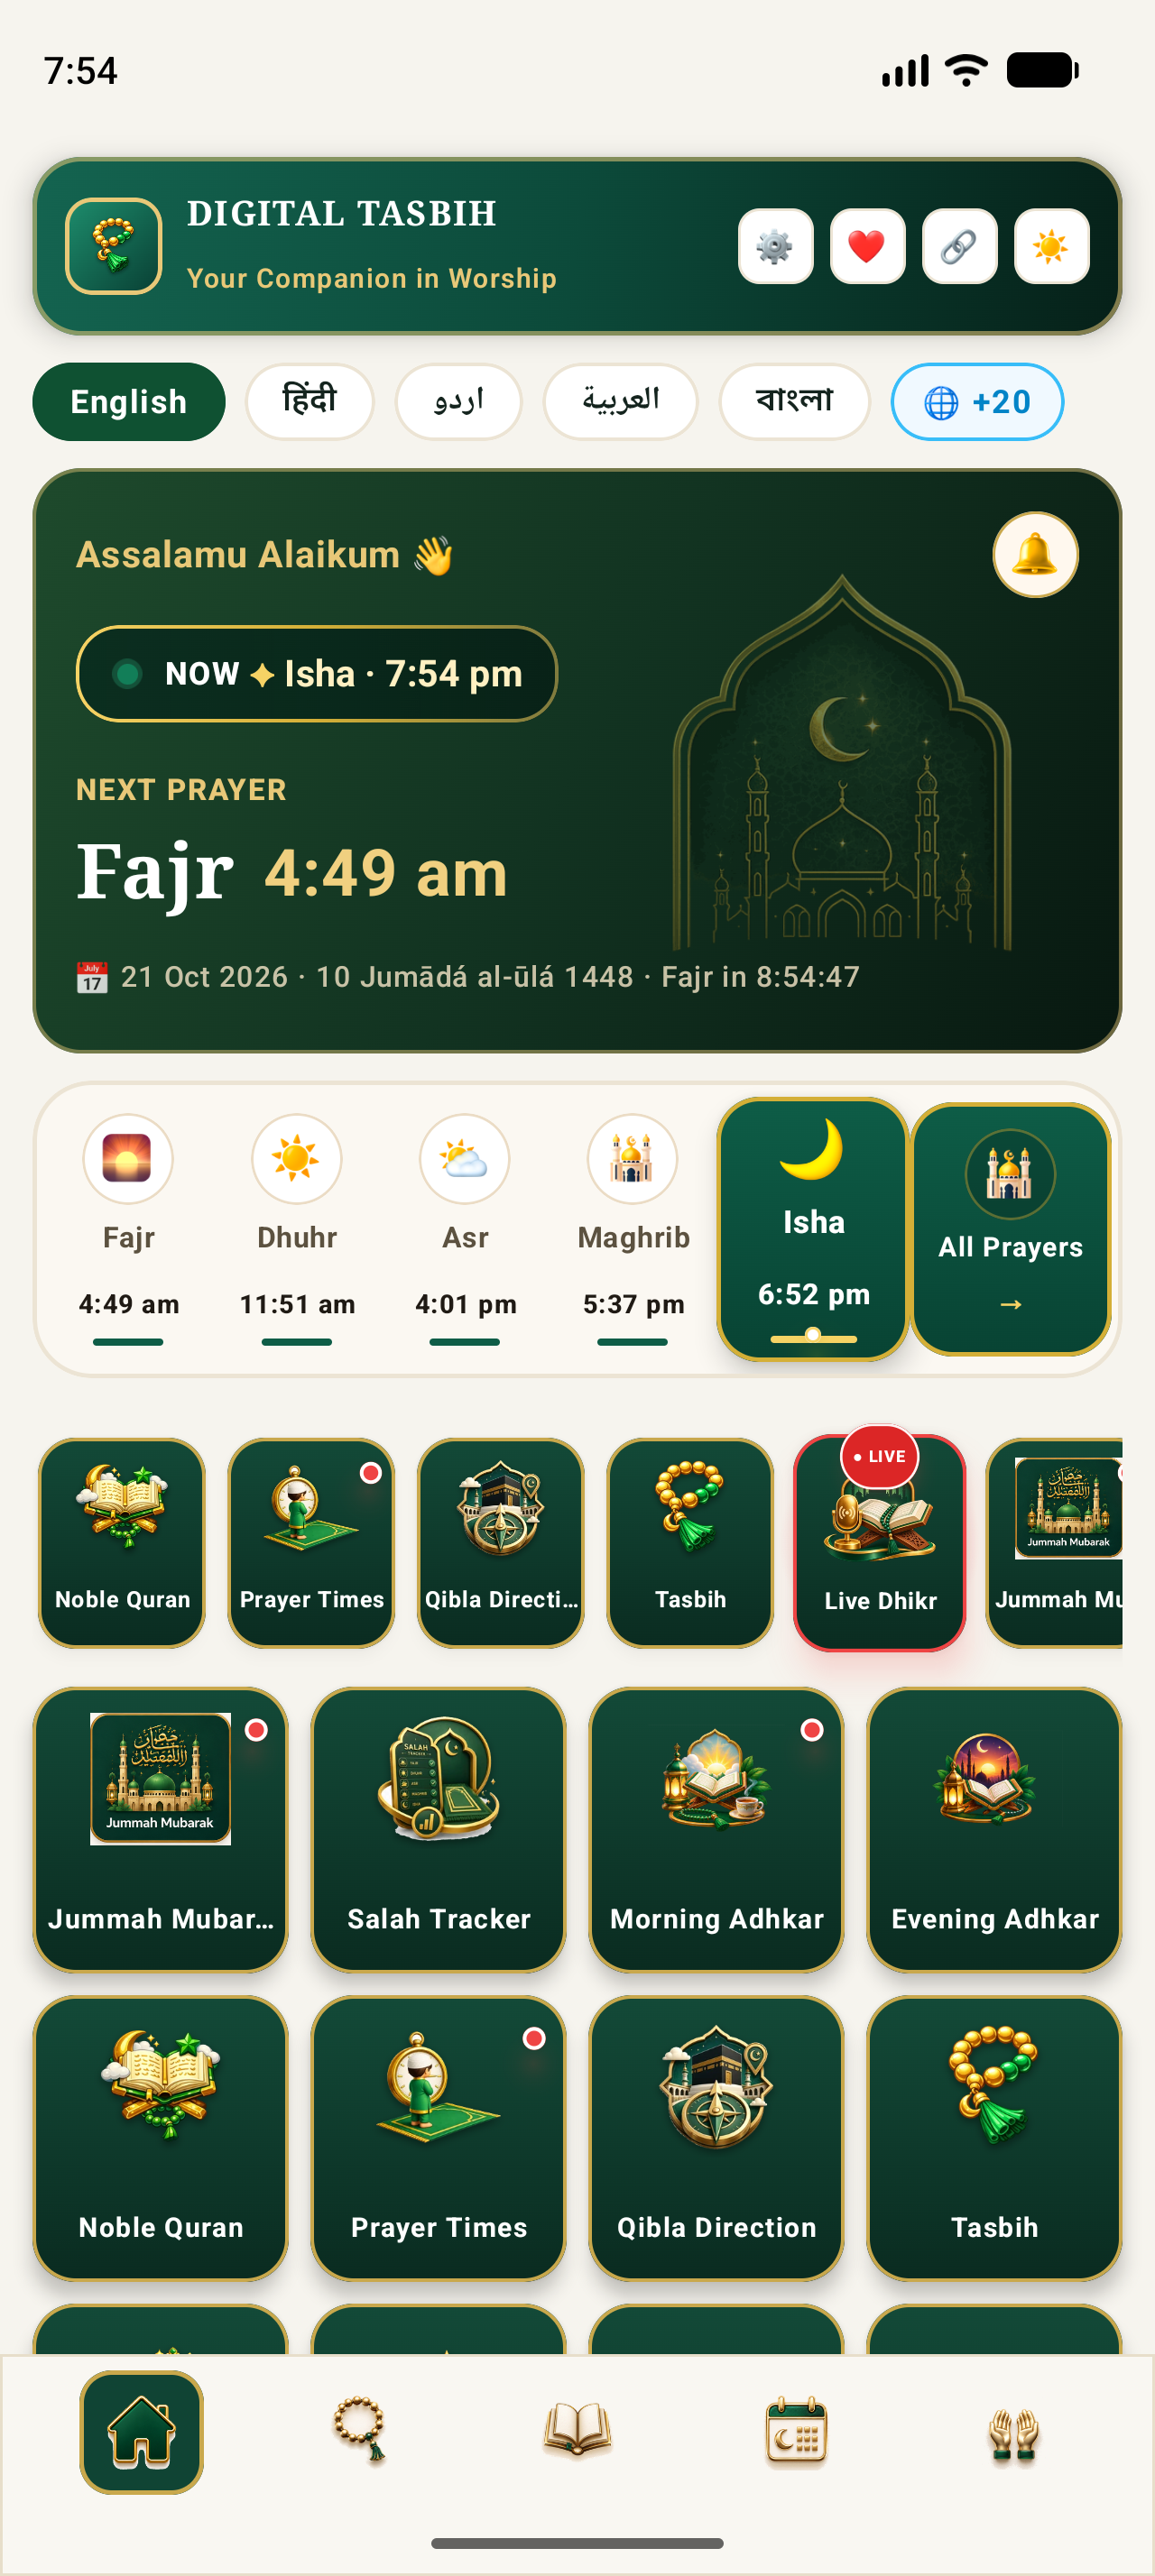 7:54
DIGITAL TASBIH
Your Companion in Worship
English
हिंदी
اردو
العربية
বাংলা
+20
Assalamu Alaikum 👋
NOW ✦ Isha · 7:54 pm
NEXT PRAYER
Fajr 4:49 am
📅 21 Oct 2026 · 10 Jumādá al-ūlá 1448 · Fajr in 8:54:47
Fajr
4:49 am
Dhuhr
11:51 am
Asr
4:01 pm
Maghrib
5:37 pm
Isha
6:52 pm
All Prayers
→
Noble Quran
Prayer Times
Qibla Directi...
Tasbih
• LIVE
Live Dhikr
Jummah Mubarak
Jummah Mu
Jummah Mubarak
Jummah Mubar...
SALAH
Salah Tracker
Morning Adhkar
Evening Adhkar
Noble Quran
Prayer Times
Qibla Direction
Tasbih